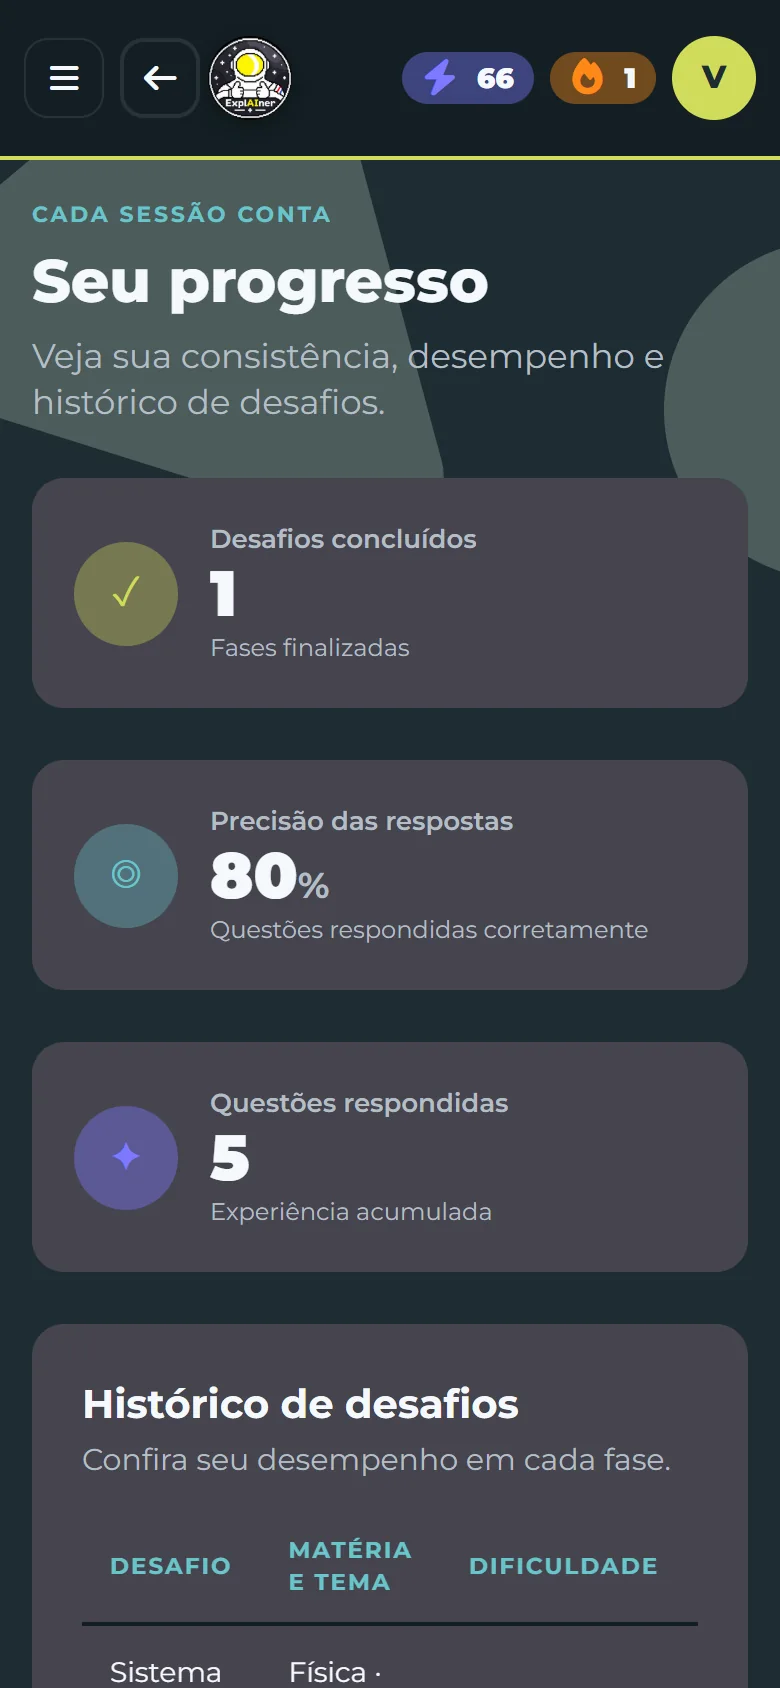 ExplAIner
66
1
V
CADA SESSÃO CONTA
Seu progresso
Veja sua consistência, desempenho e
histórico de desafios.
Desafios concluídos
1
Fases finalizadas
Precisão das respostas
80%
Questões respondidas corretamente
Questões respondidas
5
Experiência acumulada
Histórico de desafios
Confira seu desempenho em cada fase.
DESAFIO
MATÉRIA
E TEMA
DIFICULDADE
Sistema
Física ·